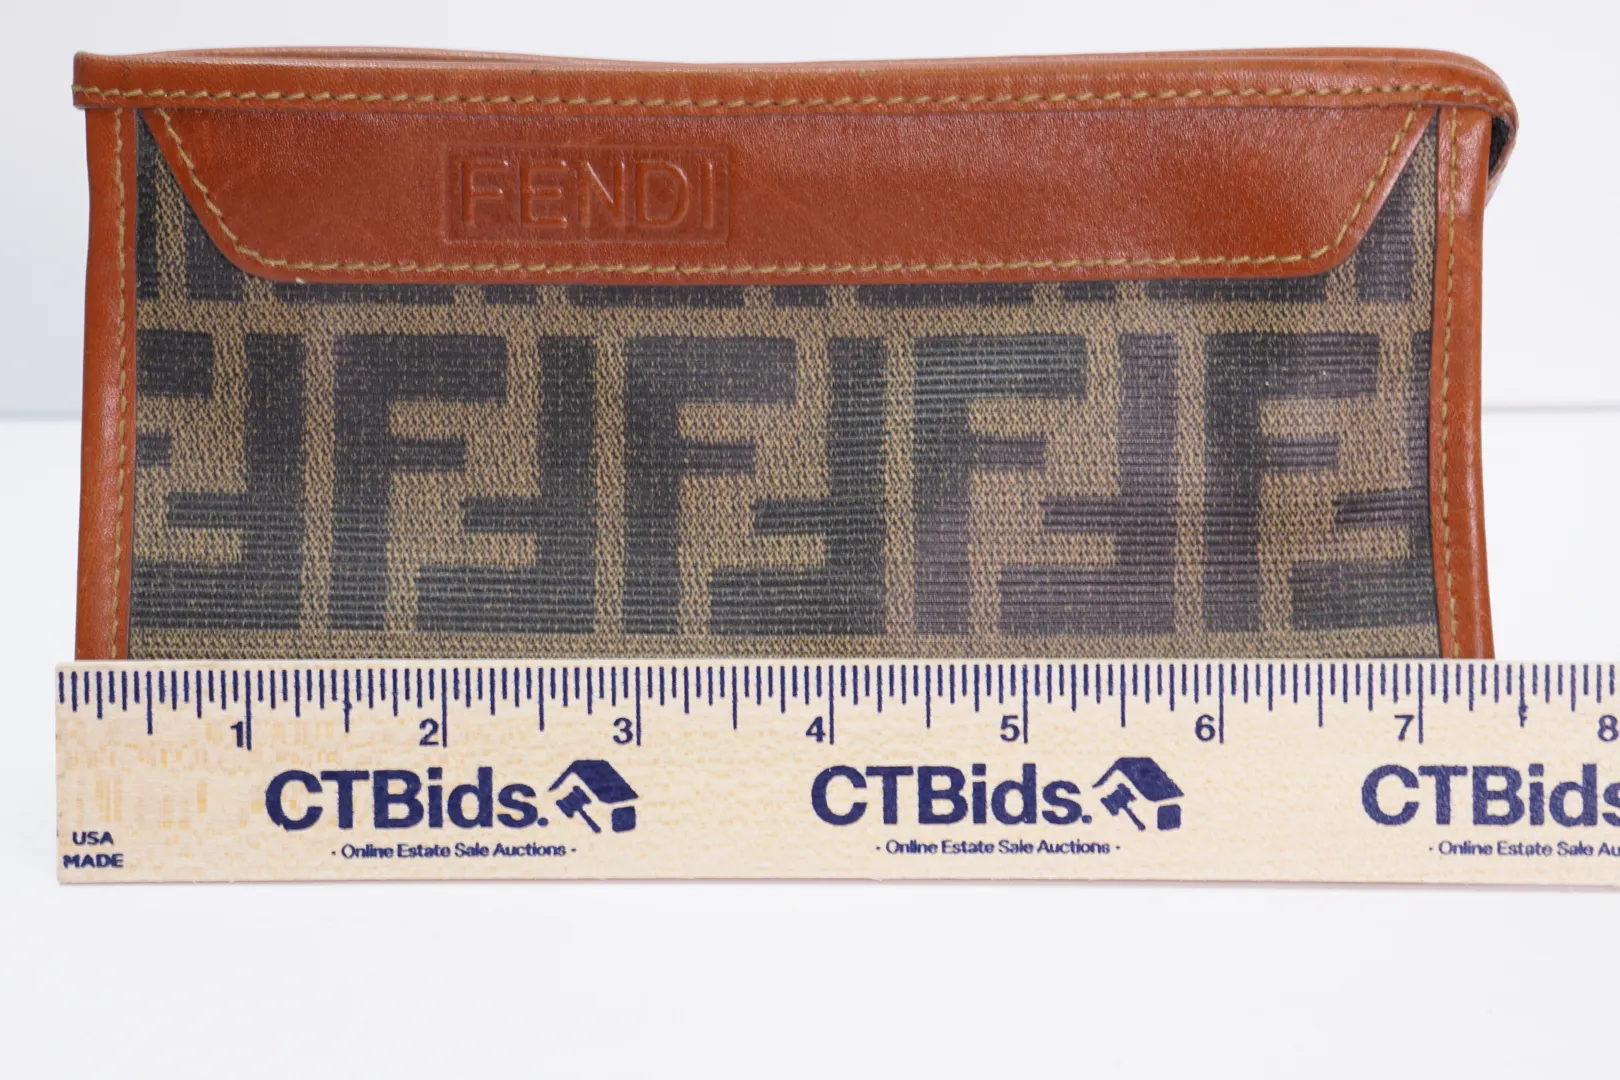 FENDI
1 2 3 4 5 6 7 8
CTBids. CTBids. CTBids
- Online Estate Sale Auctions - - Online Estate Sale Auctions - - Online Estate Sale Au
USA
MADE